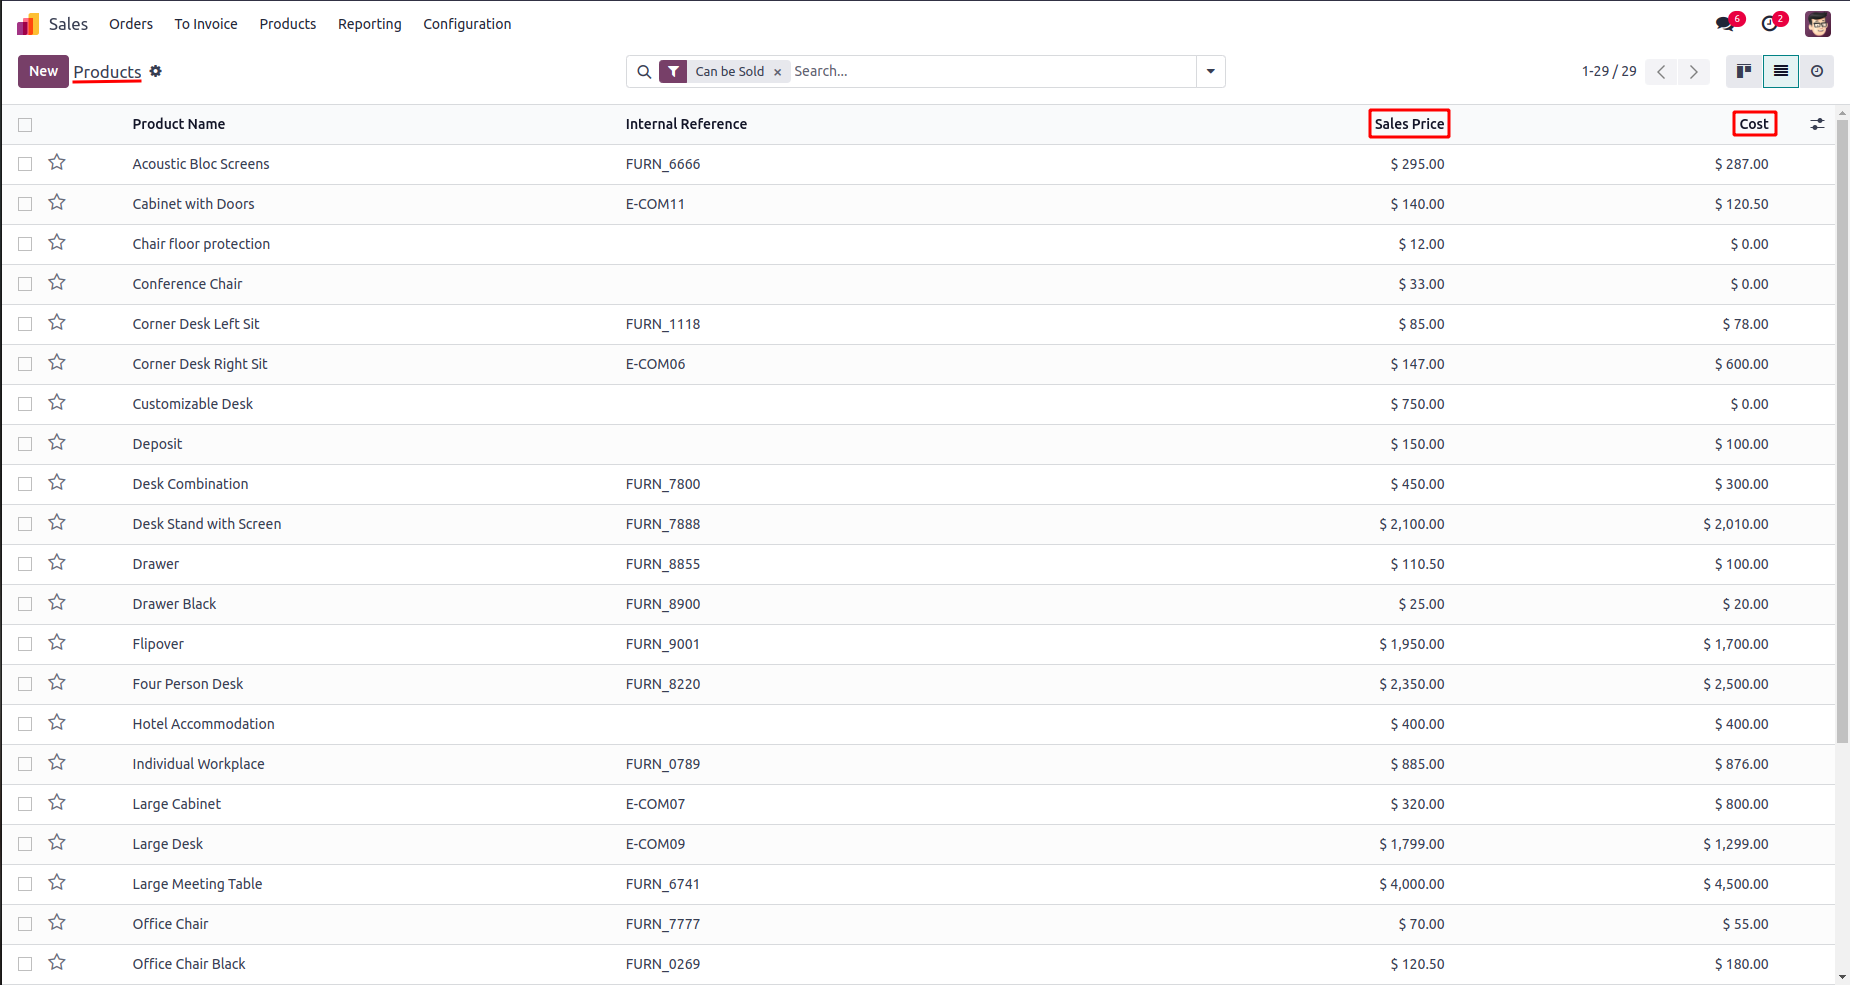 Sales Orders To Invoice Products Reporting Configuration 6 2
New Products Can be Sold × Search... 1-29 / 29
Product Name Internal Reference Sales Price Cost
Acoustic Bloc Screens FURN_6666 $ 295.00 $ 287.00
Cabinet with Doors E-COM11 $ 140.00 $ 120.50
Chair floor protection $ 12.00 $ 0.00
Conference Chair $ 33.00 $ 0.00
Corner Desk Left Sit FURN_1118 $ 85.00 $ 78.00
Corner Desk Right Sit E-COM06 $ 147.00 $ 600.00
Customizable Desk $ 750.00 $ 0.00
Deposit $ 150.00 $ 100.00
Desk Combination FURN_7800 $ 450.00 $ 300.00
Desk Stand with Screen FURN_7888 $ 2,100.00 $ 2,010.00
Drawer FURN_8855 $ 110.50 $ 100.00
Drawer Black FURN_8900 $ 25.00 $ 20.00
Flipover FURN_9001 $ 1,950.00 $ 1,700.00
Four Person Desk FURN_8220 $ 2,350.00 $ 2,500.00
Hotel Accommodation $ 400.00 $ 400.00
Individual Workplace FURN_0789 $ 885.00 $ 876.00
Large Cabinet E-COM07 $ 320.00 $ 800.00
Large Desk E-COM09 $ 1,799.00 $ 1,299.00
Large Meeting Table FURN_6741 $ 4,000.00 $ 4,500.00
Office Chair FURN_7777 $ 70.00 $ 55.00
Office Chair Black FURN_0269 $ 120.50 $ 180.00